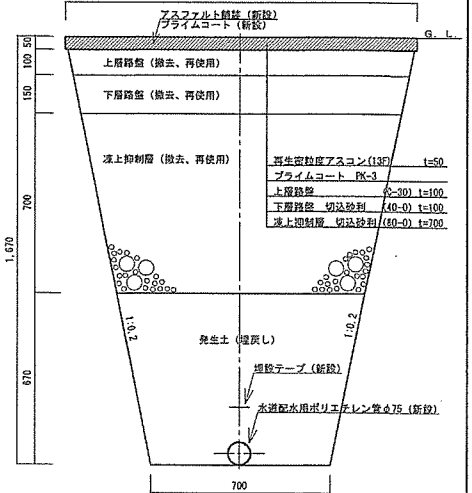 アスファルト舗装（新設）
プライムコート（新設）
G. L.
50
100
150
700
1,670
670
上層路盤（撤去、再使用）
下層路盤（撤去、再使用）
凍上抑制層（撤去、再使用）
再生密粒度アスコン(13F) t=50
プライムコート PK-3
上層路盤 (C-30) t=100
下層路盤 切込砂利 (40-0) t=100
凍上抑制層 切込砂利 (80-0) t=700
1:0.2
1:0.2
発生土（埋戻し）
埋設テープ（新設）
水道配水用ポリエチレン管φ75（新設）
700